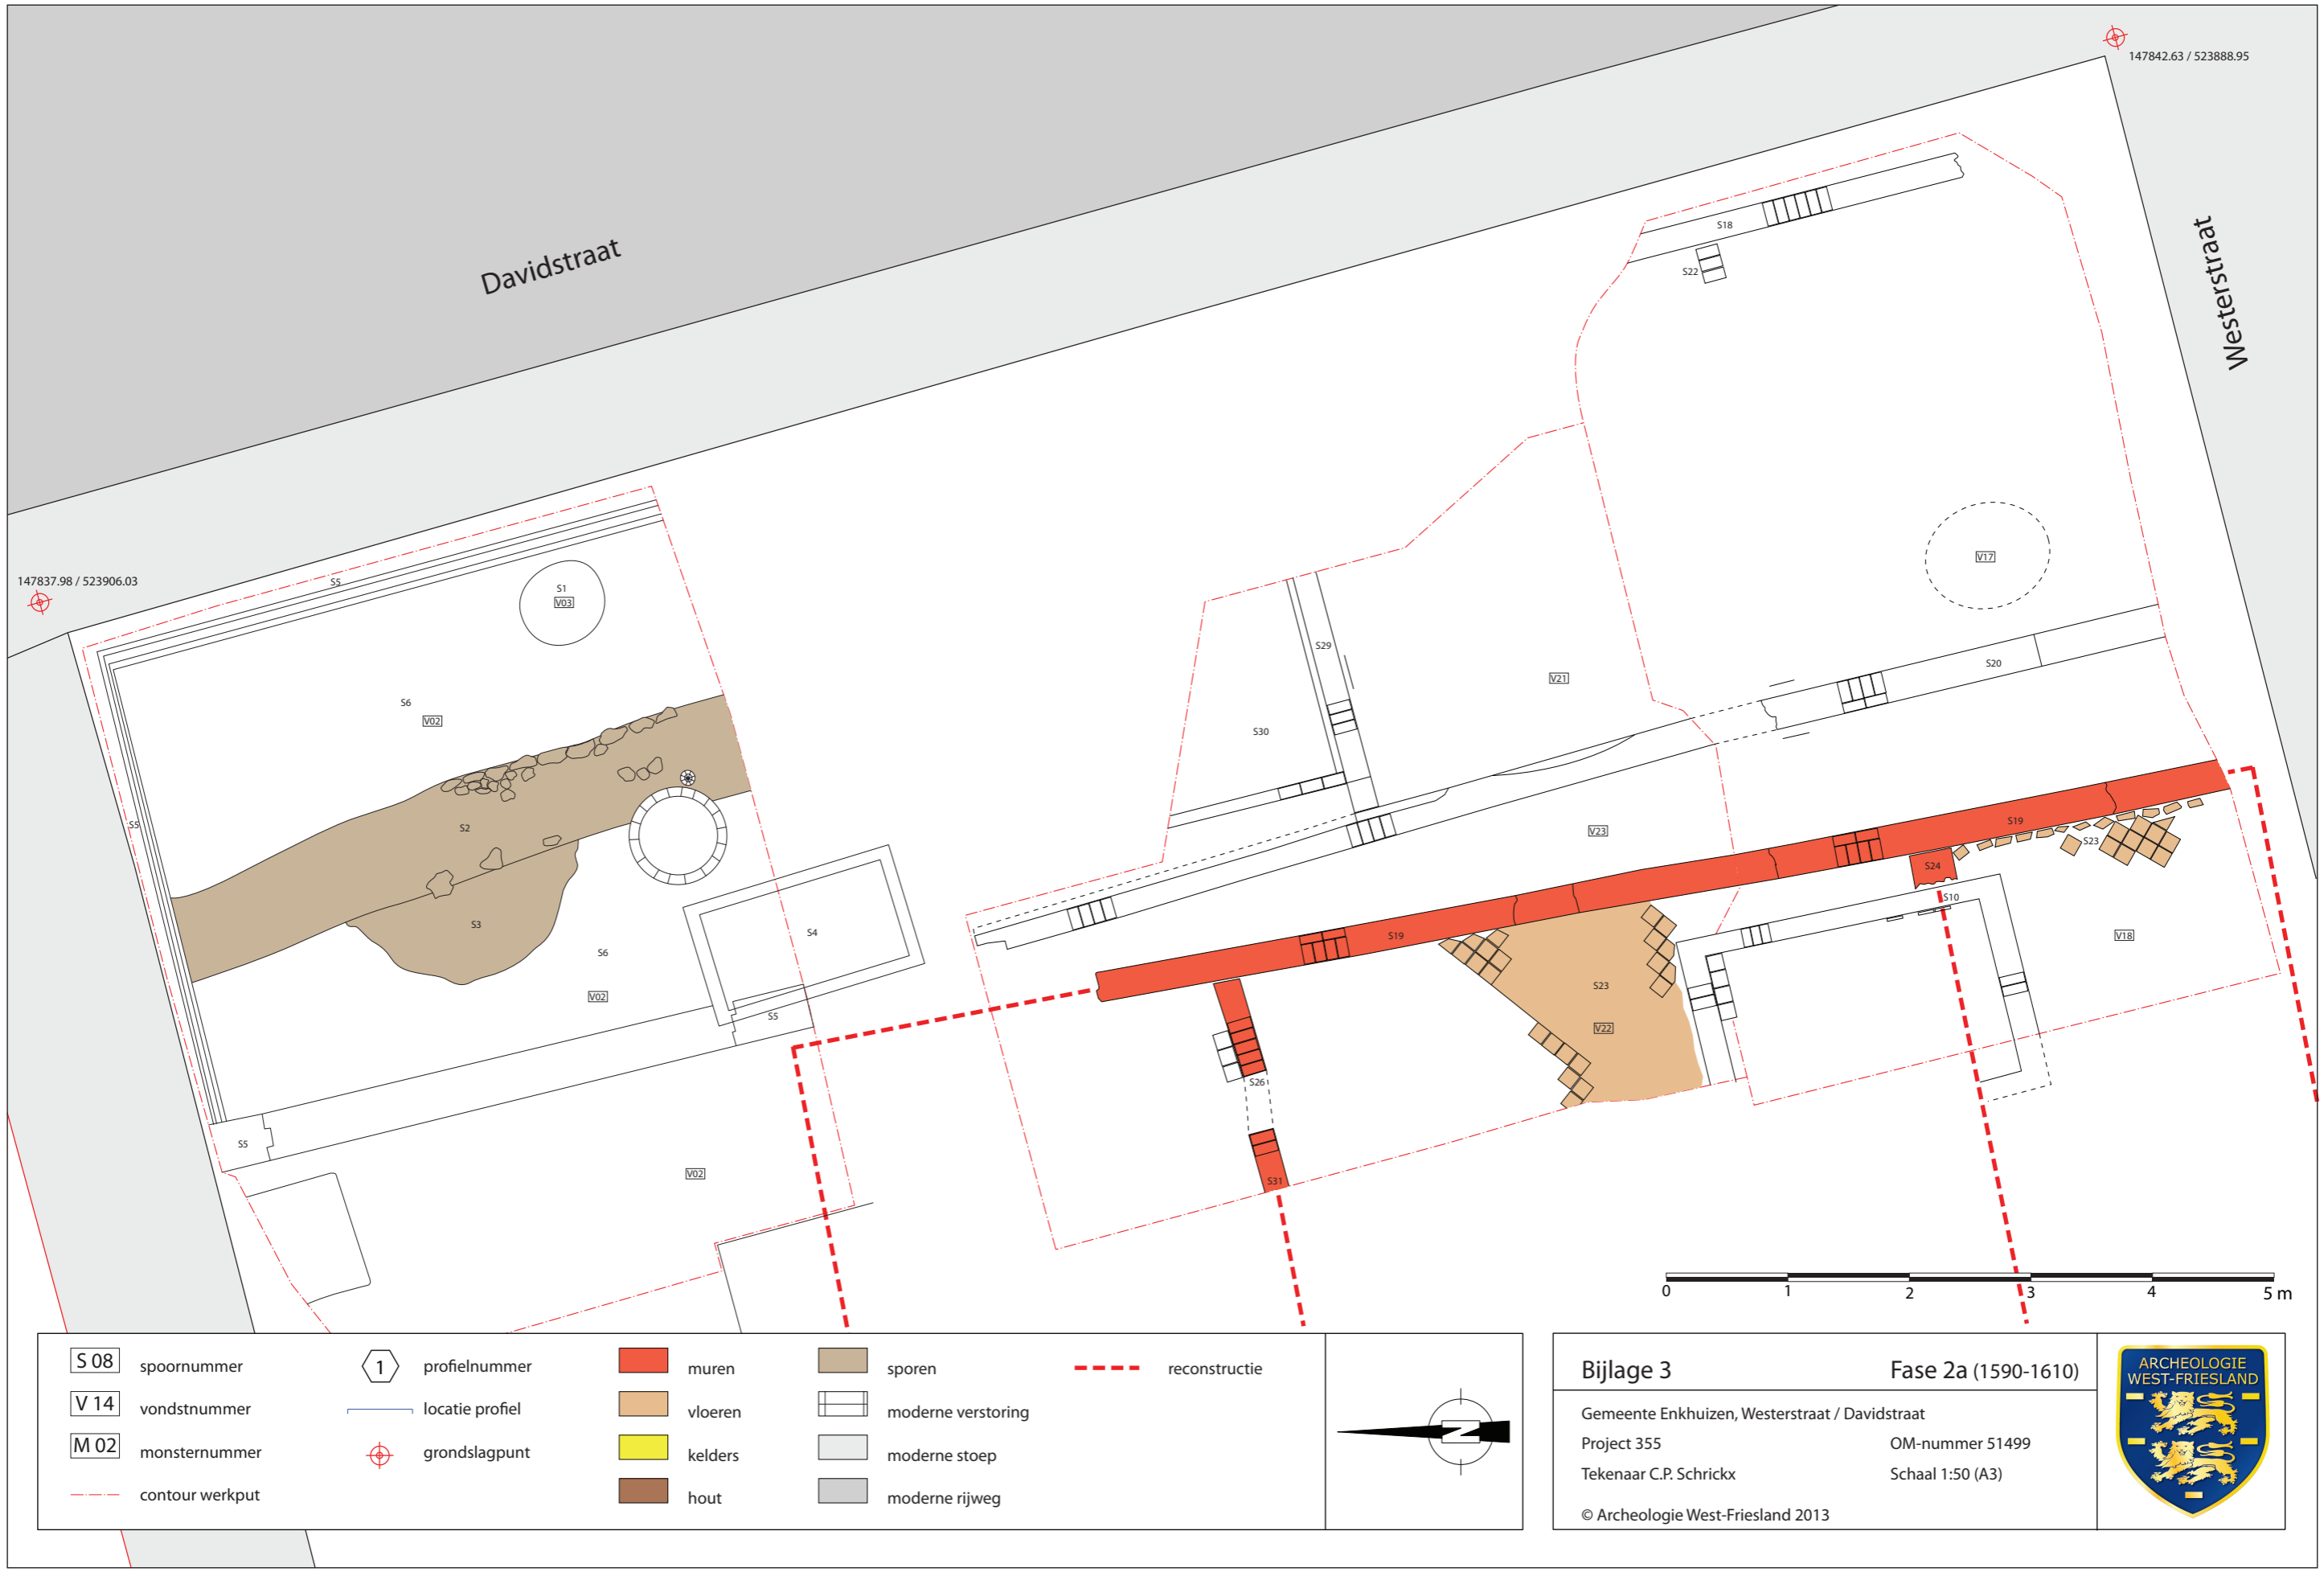 147842.63 / 523888.95
Davidstraat
Westerstraat
S18
S22
147837.98 / 523906.03
S5
S1
V03
V17
S29
S20
V21
S6
V02
S30
S5
S2
V23
S19
S23
S24
S10
S3
S4
S19
V18
S6
S23
V02
S5
V22
S26
S5
V02
S31
0 1 2 3 4 5 m
S 08 spoornummer
V 14 vondstnummer
M 02 monsternummer
contour werkput
1 profielnummer
locatie profiel
grondslagpunt
muren
vloeren
kelders
hout
sporen
moderne verstoring
moderne stoep
moderne rijweg
reconstructie
N
Bijlage 3 Fase 2a (1590-1610)
Gemeente Enkhuizen, Westerstraat / Davidstraat
Project 355 OM-nummer 51499
Tekenaar C.P. Schrickx Schaal 1:50 (A3)
© Archeologie West-Friesland 2013
ARCHEOLOGIE
WEST-FRIESLAND